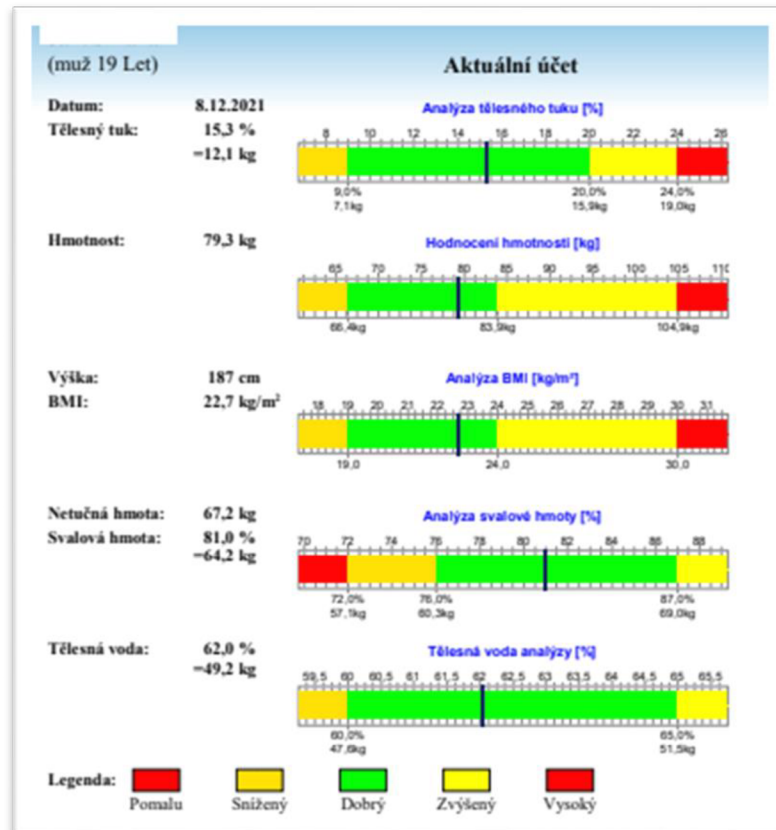 (muž 19 Let)
Aktuální účet
Datum: 8.12.2021
Tělesný tuk: 15,3 %
=12,1 kg
Analýza tělesného tuku [%]
8 10 12 14 16 18 20 22 24 26
9,0% 20,0% 24,0%
7,1kg 15,9kg 19,0kg
Hmotnost: 79,3 kg
Hodnocení hmotnosti [kg]
65 70 75 80 85 90 95 100 105 110
66,4kg 83,9kg 104,9kg
Výška: 187 cm
BMI: 22,7 kg/m²
Analýza BMI [kg/m²]
18 19 20 21 22 23 24 25 26 27 28 29 30 31
19,0 24,0 30,0
Netučná hmota: 67,2 kg
Svalová hmota: 81,0 %
=64,2 kg
Analýza svalové hmoty [%]
70 72 74 76 78 80 82 84 86 88
72,0% 76,0% 87,0%
57,1kg 60,3kg 69,0kg
Tělesná voda: 62,0 %
=49,2 kg
Tělesná voda analýzy [%]
59,5 60 60,5 61 61,5 62 62,5 63 63,5 64 64,5 65 65,5
60,0% 65,0%
47,6kg 51,5kg
Legenda:
Pomalu Snížený Dobrý Zvýšený Vysoký